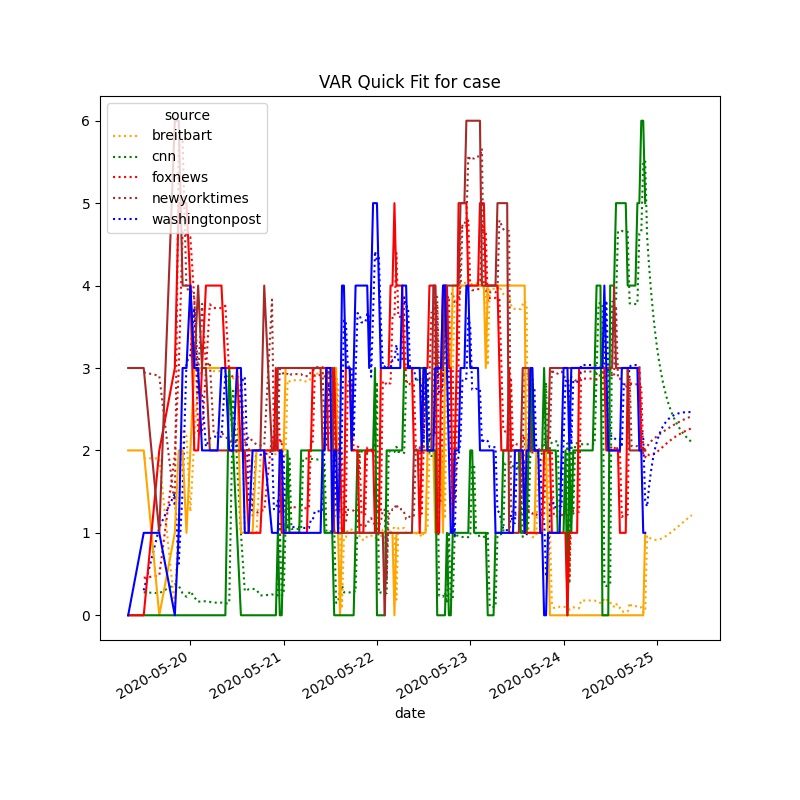 VAR Quick Fit for case
source
breitbart
cnn
foxnews
newyorktimes
washingtonpost
6
5
4
3
2
1
0
2020-05-20
2020-05-21
2020-05-22
2020-05-23
2020-05-24
2020-05-25
date